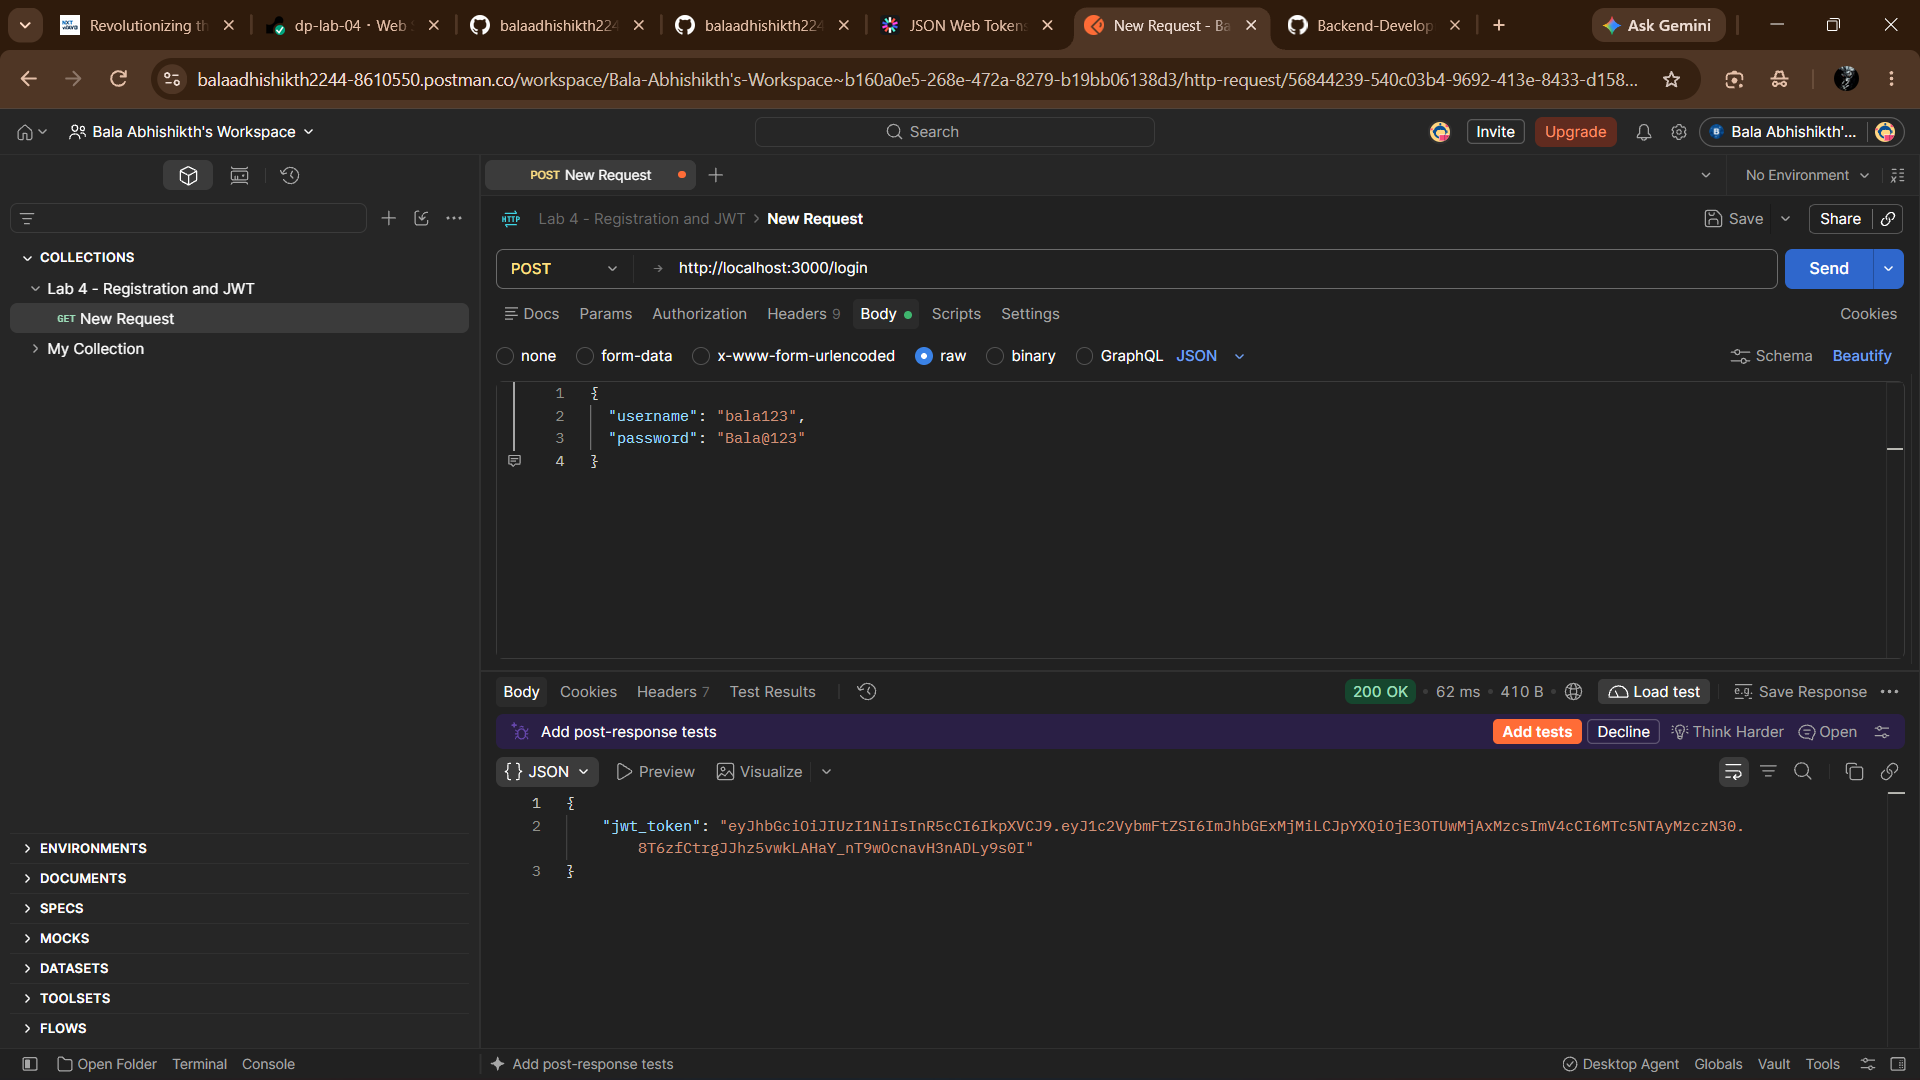 Revolutionizing th
dp-lab-04 · Web S
balaadhishikth224
balaadhishikth224
JSON Web Tokens
New Request - Ba
Backend-Develop
Ask Gemini
balaadhishikth2244-8610550.postman.co/workspace/Bala-Abhishikth's-Workspace~b160a0e5-268e-472a-8279-b19bb06138d3/http-request/56844239-540c03b4-9692-413e-8433-d158...
Bala Abhishikth's Workspace
Search
Invite
Upgrade
Bala Abhishikth'...
POST New Request
No Environment
HTTP
Lab 4 - Registration and JWT > New Request
Save
Share
COLLECTIONS
Lab 4 - Registration and JWT
GET New Request
My Collection
POST
http://localhost:3000/login
Send
Docs
Params
Authorization
Headers 9
Body
Scripts
Settings
Cookies
none
form-data
x-www-form-urlencoded
raw
binary
GraphQL
JSON
Schema
Beautify
1 {
2 "username": "bala123",
3 "password": "Bala@123"
4 }
Body
Cookies
Headers 7
Test Results
200 OK
62 ms
410 B
Load test
e.g. Save Response
Add post-response tests
Add tests
Decline
Think Harder
Open
{} JSON
Preview
Visualize
1 {
2 "jwt_token": "eyJhbGciOiJIUzI1NiIsInR5cCI6IkpXVCJ9.eyJ1c2VybmFtZSI6ImJhbGExMjMiLCJpYXQiOjE3OTUwMjAxMzcsImV4cCI6MTc5NTAyMzczN30.
8T6zfCtrgJJhz5vwkLAHaY_nT9wOcnavH3nADLy9s0I"
3 }
ENVIRONMENTS
DOCUMENTS
SPECS
MOCKS
DATASETS
TOOLSETS
FLOWS
Open Folder
Terminal
Console
Add post-response tests
Desktop Agent
Globals
Vault
Tools